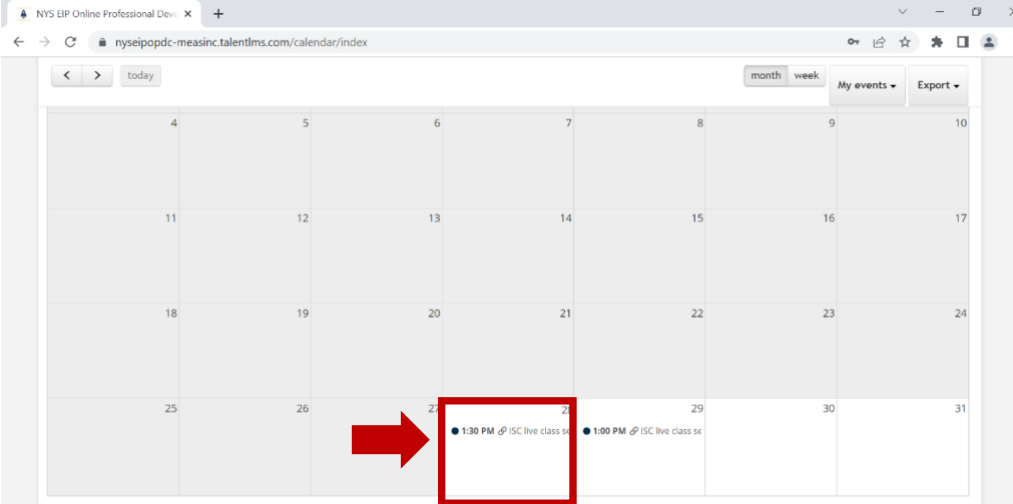 NYS EIP Online Professional Deve
nyseipopdc-measinc.talentlms.com/calendar/index
today
month week My events Export
4 5 6 7 8 9 10
11 12 13 14 15 16 17
18 19 20 21 22 23 24
25 26 27 28 29 30 31
1:30 PM ISC live class se 1:00 PM ISC live class se